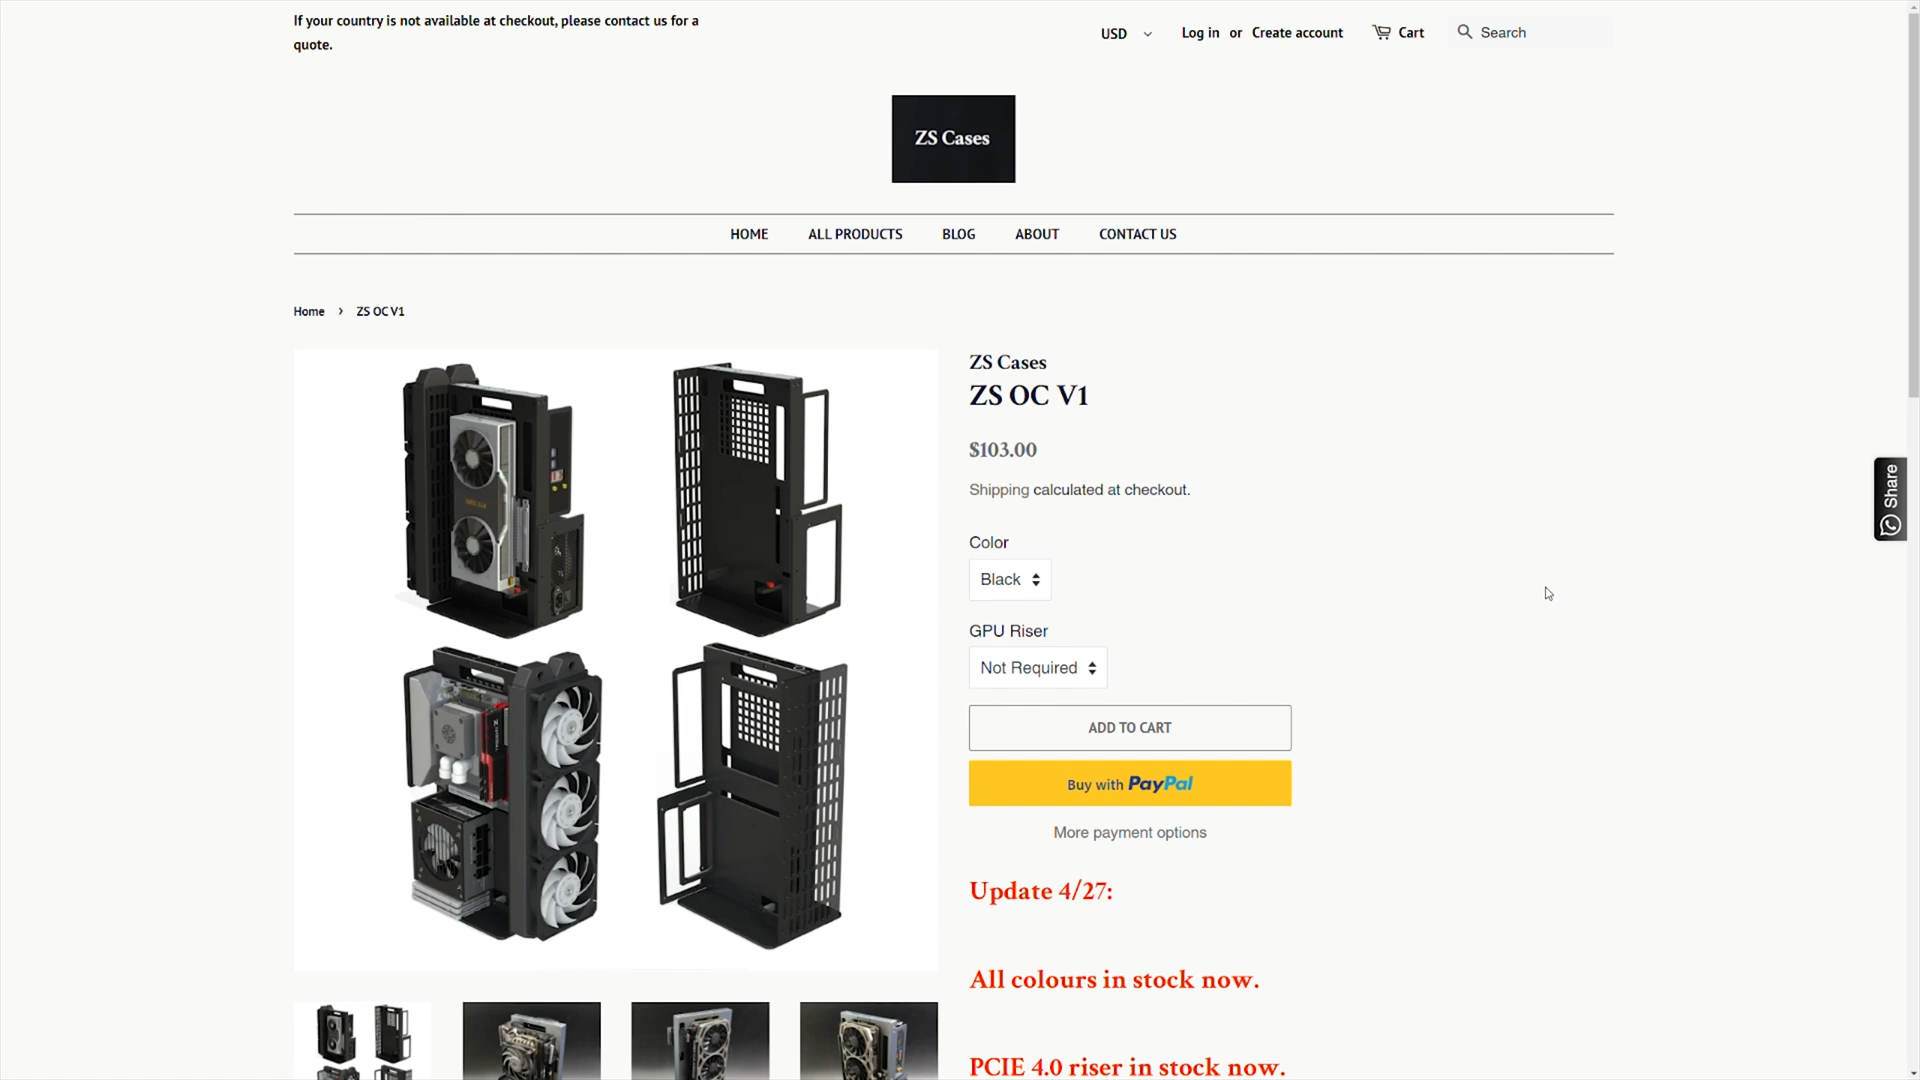 If your country is not available at checkout, please contact us for a
quote.
USD
Log in or Create account
Cart
Search
ZS Cases
HOME
ALL PRODUCTS
BLOG
ABOUT
CONTACT US
Home › ZS OC V1
ZS Cases
ZS OC V1
$103.00
Shipping calculated at checkout.
Color
Black
GPU Riser
Not Required
ADD TO CART
Buy with PayPal
More payment options
Share
Update 4/27:
All colours in stock now.
PCIE 4.0 riser in stock now.